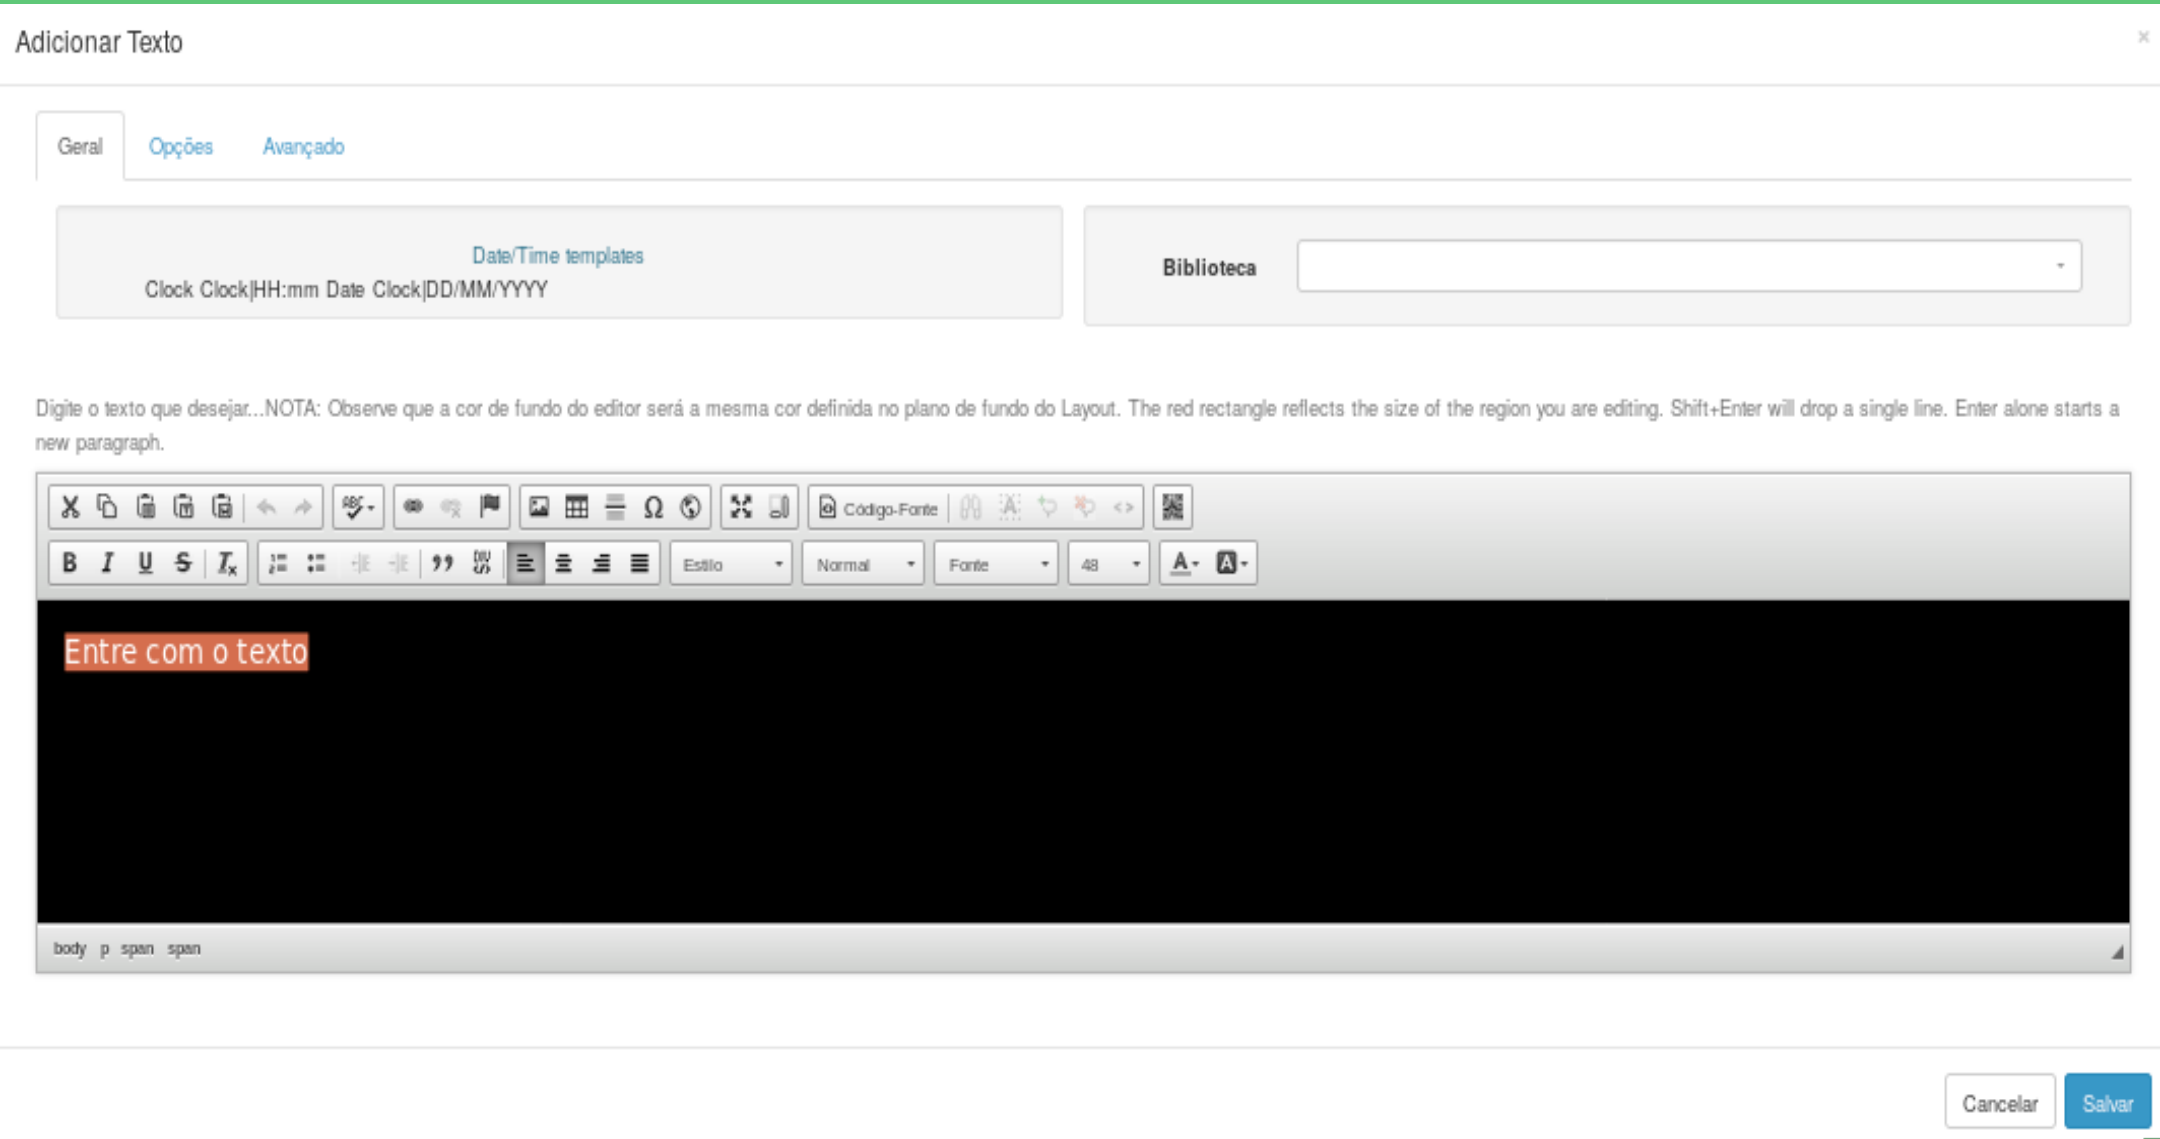 Adicionar Texto
×
Geral Opções Avançado
Date/Time templates
Clock Clock|HH:mm Date Clock|DD/MM/YYYY
Biblioteca
Digite o texto que desejar...NOTA: Observe que a cor de fundo do editor será a mesma cor definida no plano de fundo do Layout. The red rectangle reflects the size of the region you are editing. Shift+Enter will drop a single line. Enter alone starts a
new paragraph.
ABC Ω Código-Fonte
B I U S Tx DIV Estilo Normal Fonte 48 A A
Entre com o texto
body p span span
Cancelar Salvar